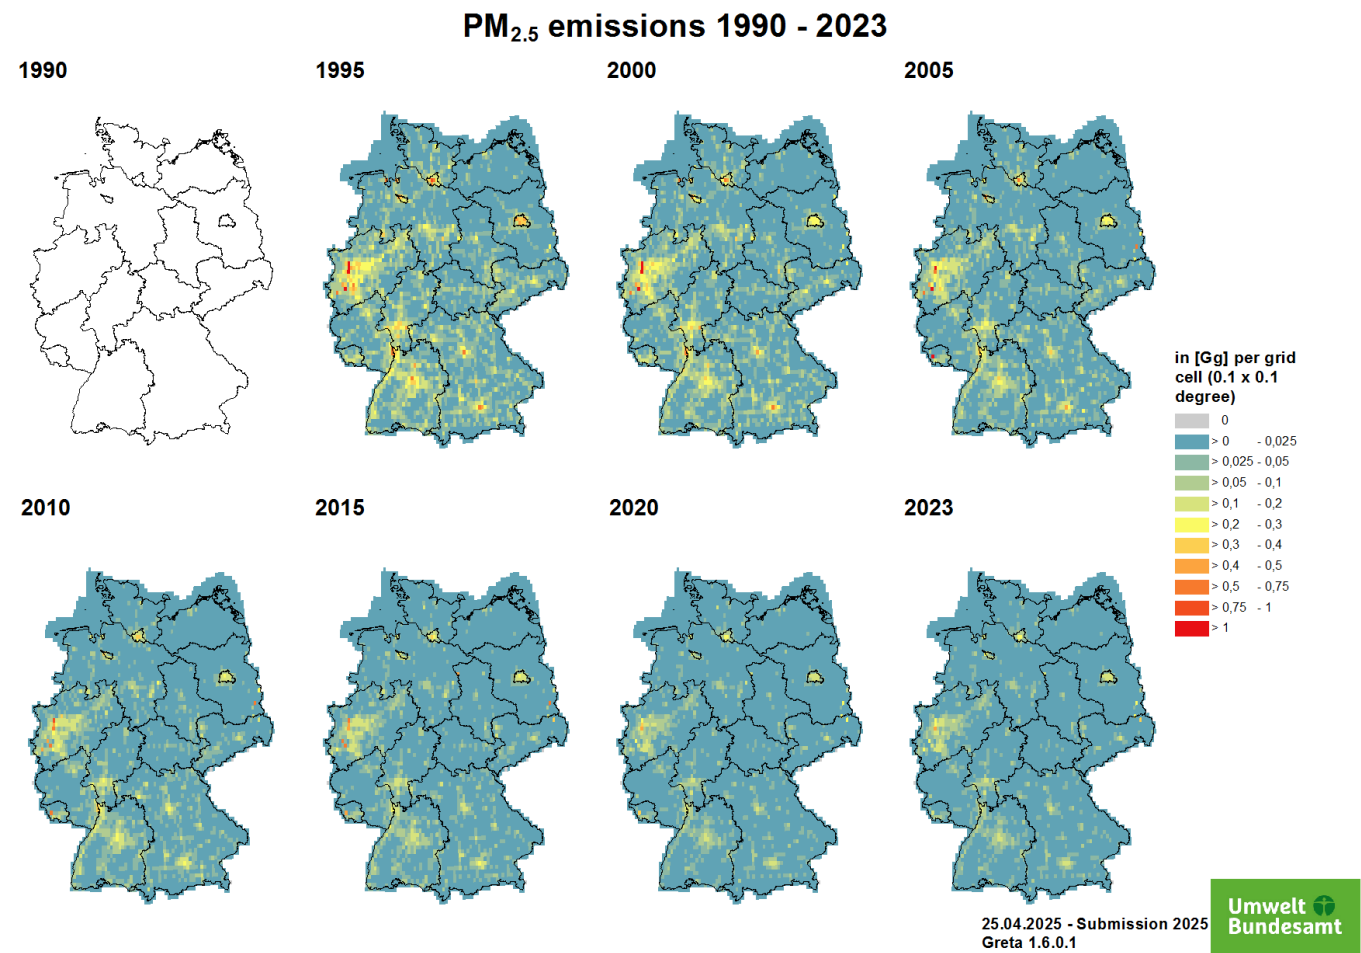 PM₂.₅ emissions 1990 - 2023
1990
1995
2000
2005
in [Gg] per grid
cell (0.1 x 0.1
degree)
0
> 0 - 0,025
> 0,025 - 0,05
> 0,05 - 0,1
> 0,1 - 0,2
> 0,2 - 0,3
> 0,3 - 0,4
> 0,4 - 0,5
> 0,5 - 0,75
> 0,75 - 1
> 1
2010
2015
2020
2023
25.04.2025 - Submission 2025
Greta 1.6.0.1
Umwelt
Bundesamt